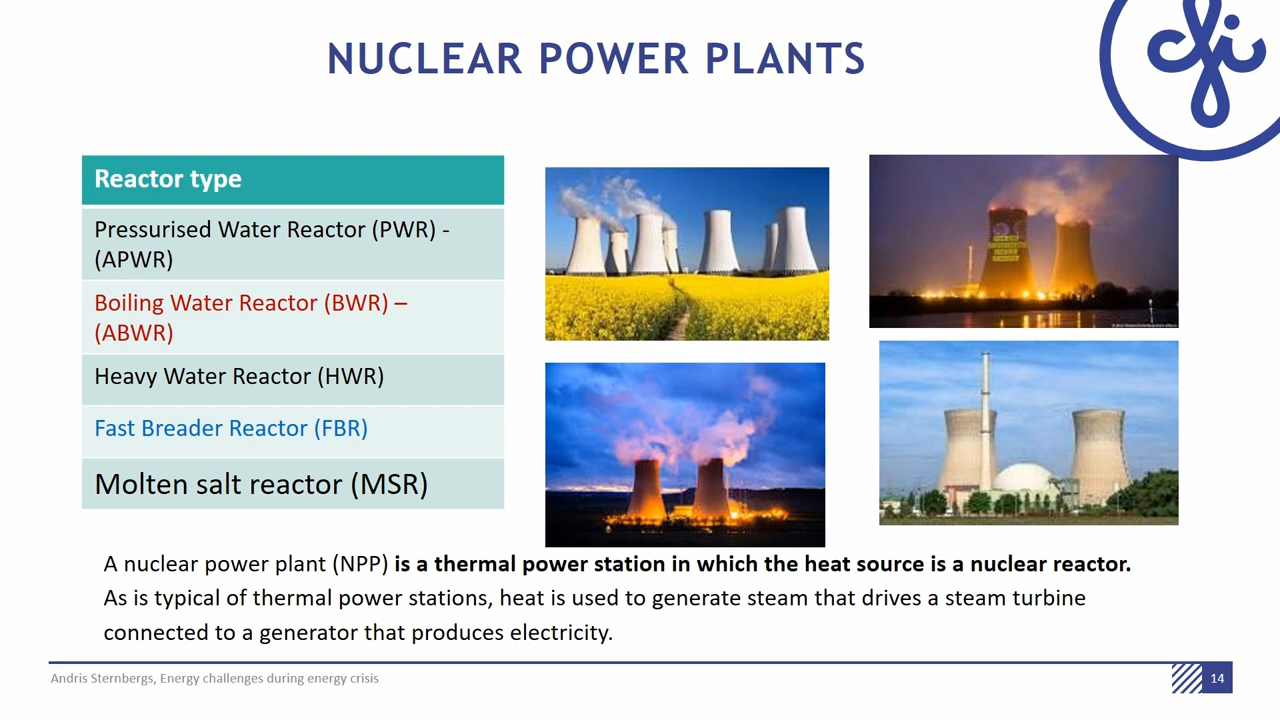 NUCLEAR POWER PLANTS
Reactor type
Pressurised Water Reactor (PWR) -
(APWR)
Boiling Water Reactor (BWR) –
(ABWR)
Heavy Water Reactor (HWR)
Fast Breader Reactor (FBR)
Molten salt reactor (MSR)
A nuclear power plant (NPP) is a thermal power station in which the heat source is a nuclear reactor.
As is typical of thermal power stations, heat is used to generate steam that drives a steam turbine
connected to a generator that produces electricity.
Andris Sternbergs, Energy challenges during energy crisis
14